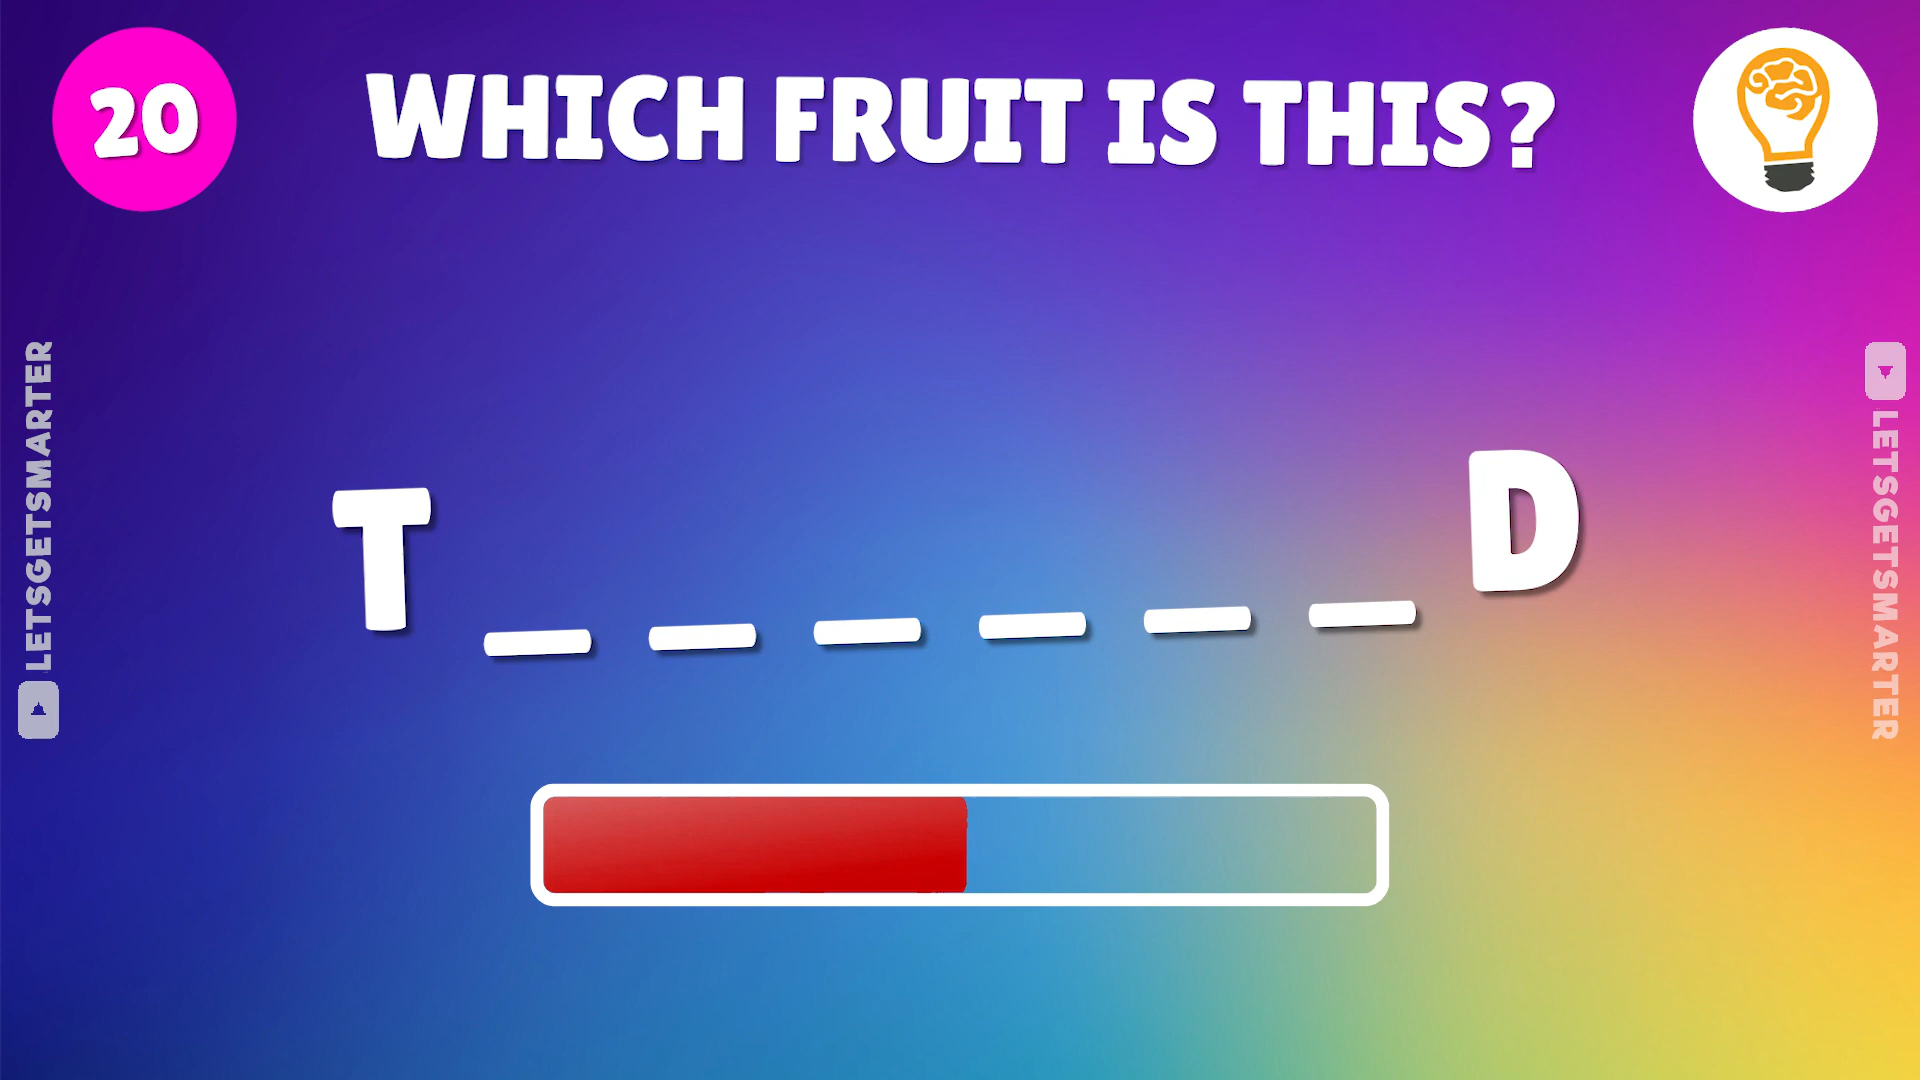 20
WHICH FRUIT IS THIS?
T _ _ _ _ _ _ D
LETSGETSMARTER
LETSGETSMARTER